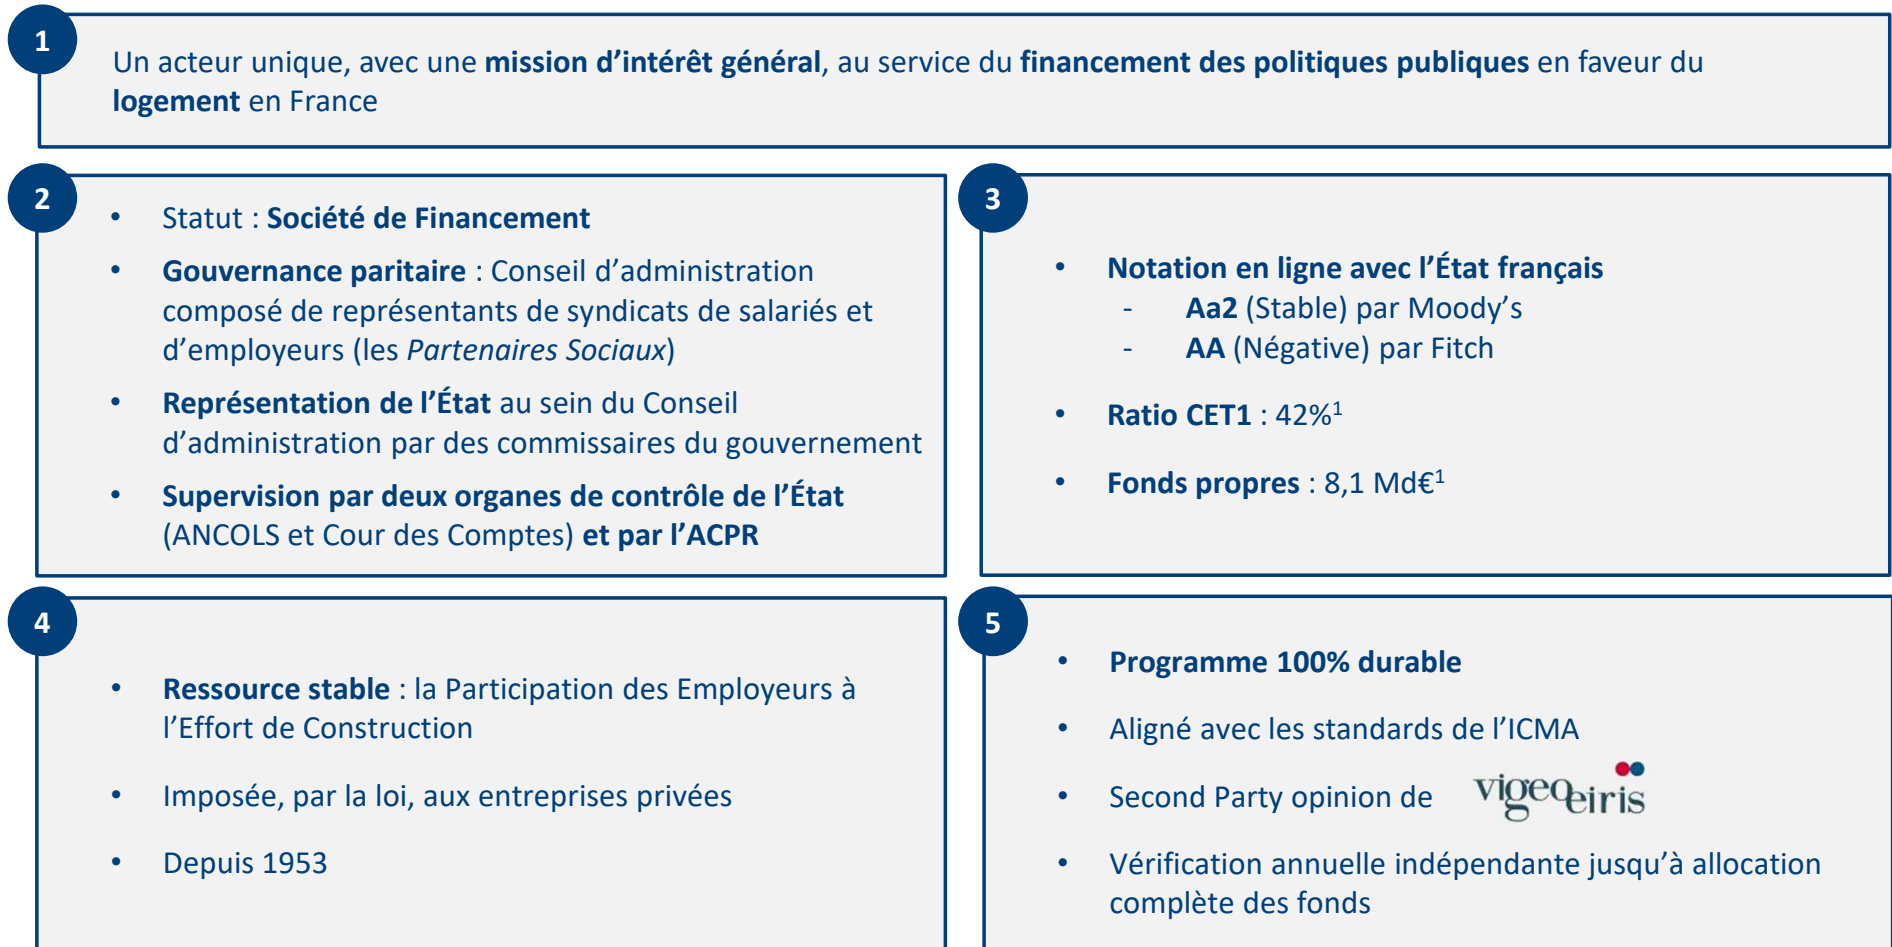 1
Un acteur unique, avec une mission d’intérêt général, au service du financement des politiques publiques en faveur du
logement en France
2
• Statut : Société de Financement
• Gouvernance paritaire : Conseil d’administration
composé de représentants de syndicats de salariés et
d’employeurs (les Partenaires Sociaux)
• Représentation de l’État au sein du Conseil
d’administration par des commissaires du gouvernement
• Supervision par deux organes de contrôle de l’État
(ANCOLS et Cour des Comptes) et par l’ACPR
3
• Notation en ligne avec l’État français
- Aa2 (Stable) par Moody’s
- AA (Négative) par Fitch
• Ratio CET1 : 42%¹
• Fonds propres : 8,1 Md€¹
4
• Ressource stable : la Participation des Employeurs à
l’Effort de Construction
• Imposée, par la loi, aux entreprises privées
• Depuis 1953
5
• Programme 100% durable
• Aligné avec les standards de l’ICMA
• Second Party opinion de vigeoeiris
• Vérification annuelle indépendante jusqu’à allocation
complète des fonds